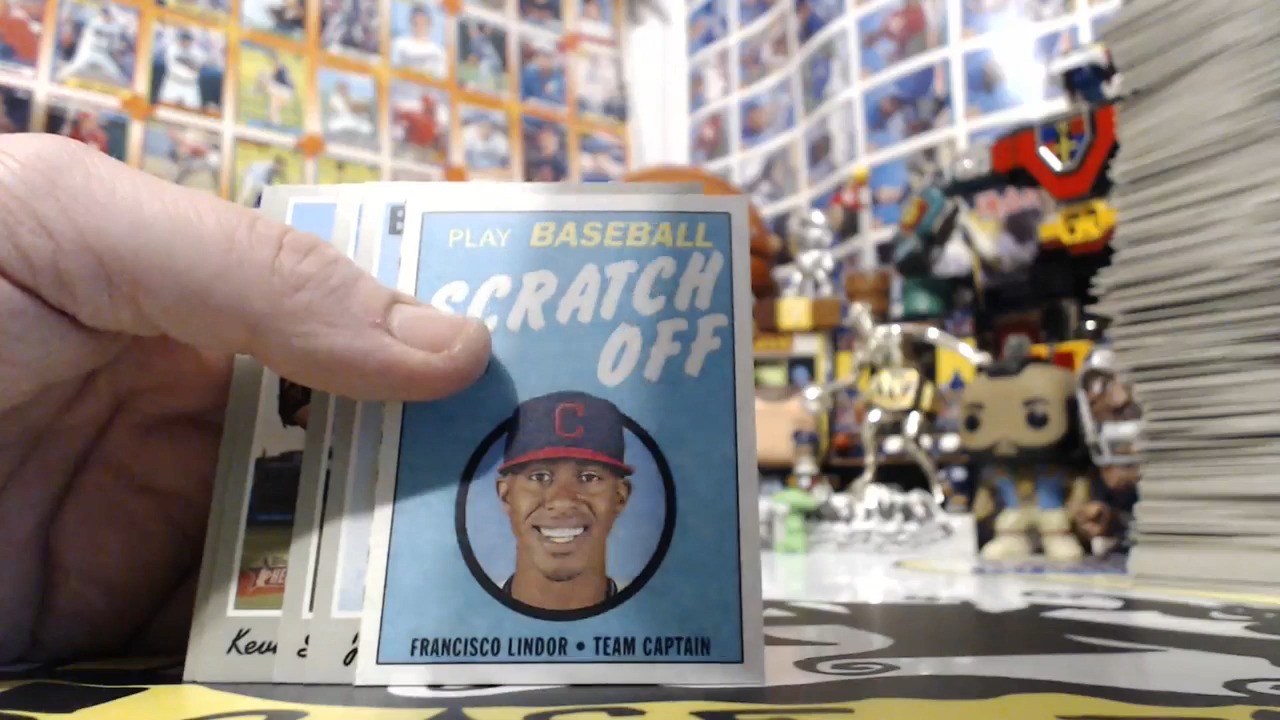 PLAY BASEBALL
SCRATCH
OFF
C
FRANCISCO LINDOR • TEAM CAPTAIN